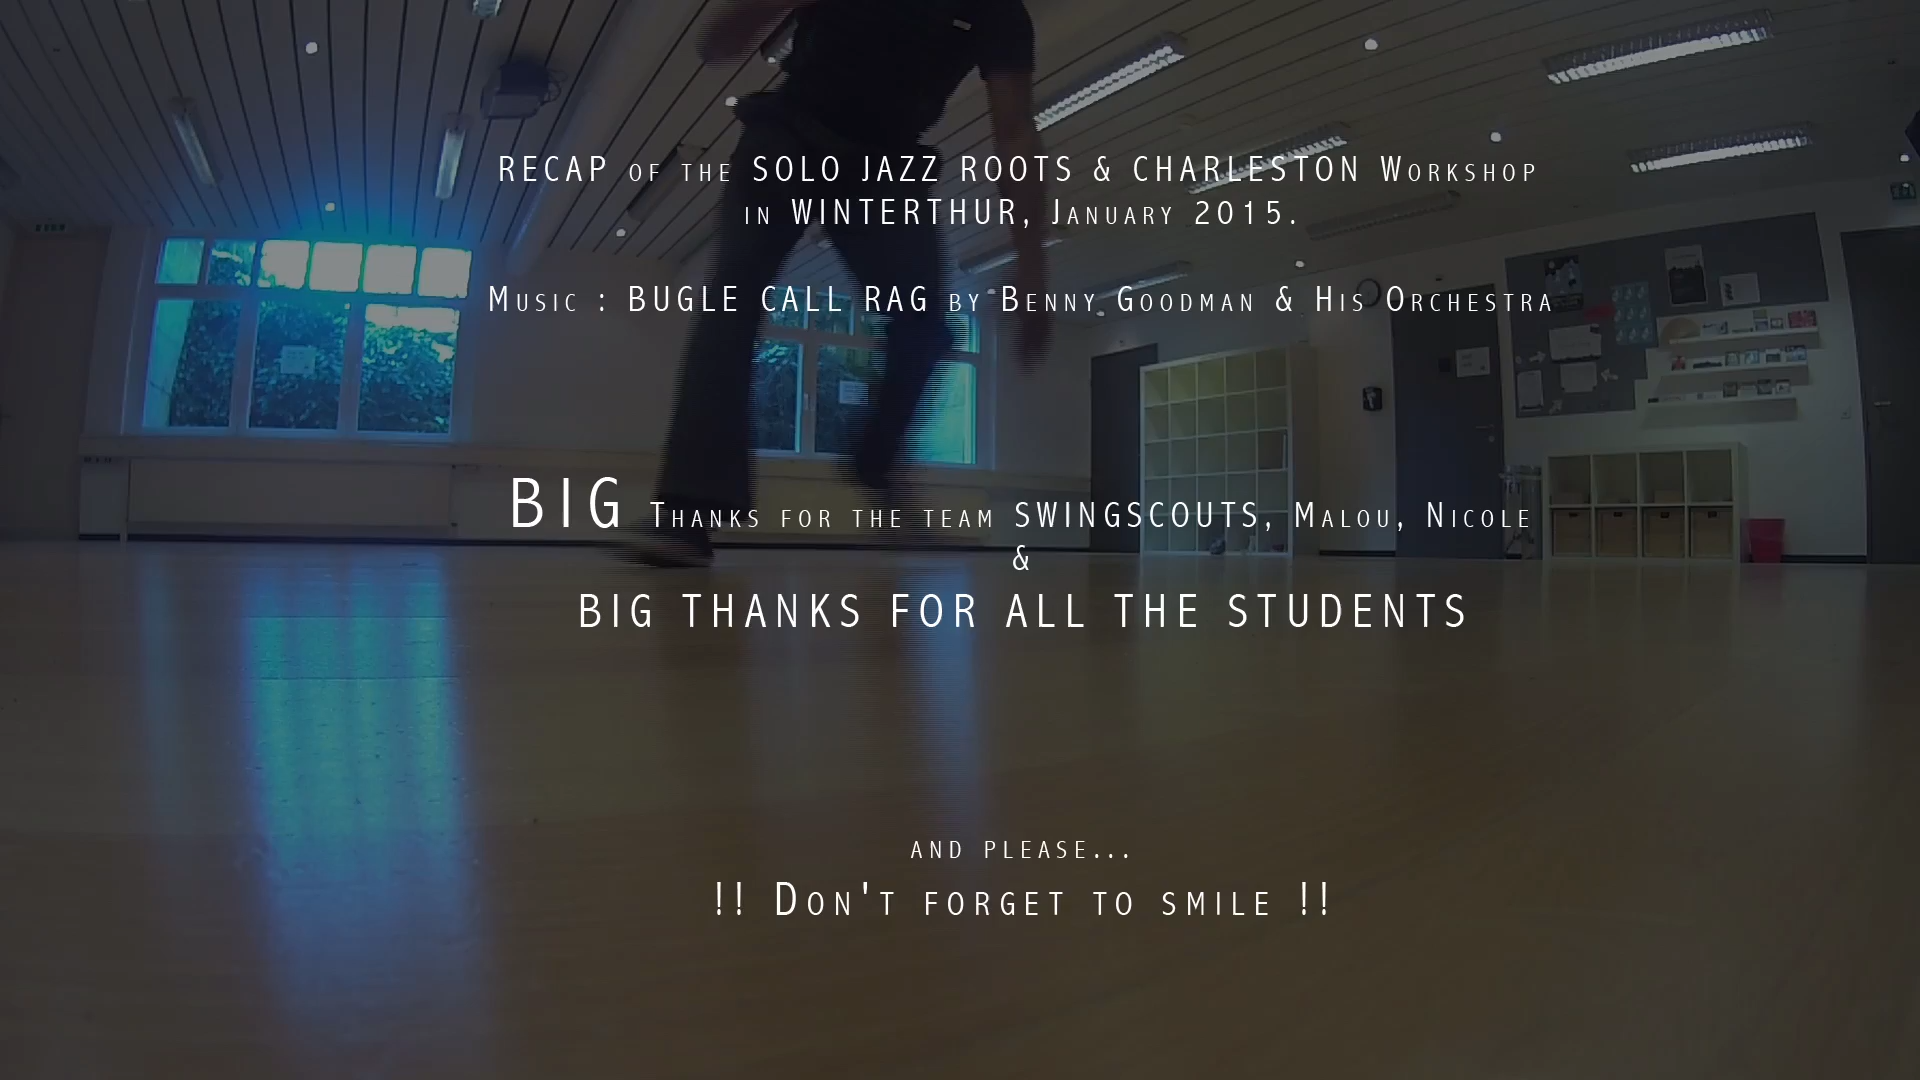 RECAP OF THE SOLO JAZZ ROOTS & CHARLESTON WORKSHOP
IN WINTERTHUR, JANUARY 2015.
MUSIC : BUGLE CALL RAG BY BENNY GOODMAN & HIS ORCHESTRA
BIG THANKS FOR THE TEAM SWINGSCOUTS, MALOU, NICOLE
&
BIG THANKS FOR ALL THE STUDENTS
AND PLEASE...
!! DON'T FORGET TO SMILE !!